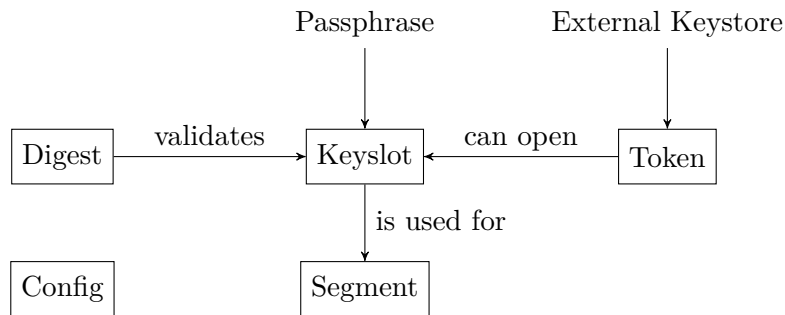 Passphrase
External Keystore
Digest
validates
Keyslot
can open
Token
is used for
Config
Segment